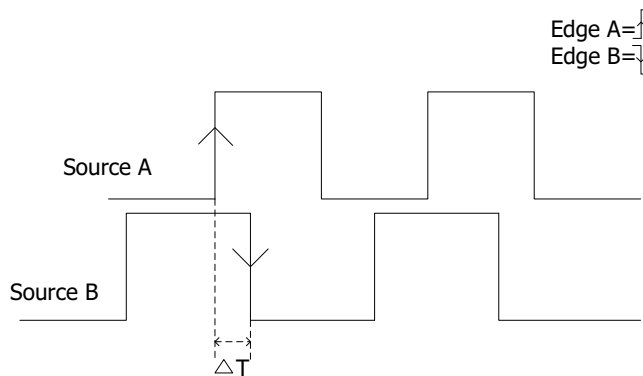 Edge A=
Edge B=
Source A
Source B
△T